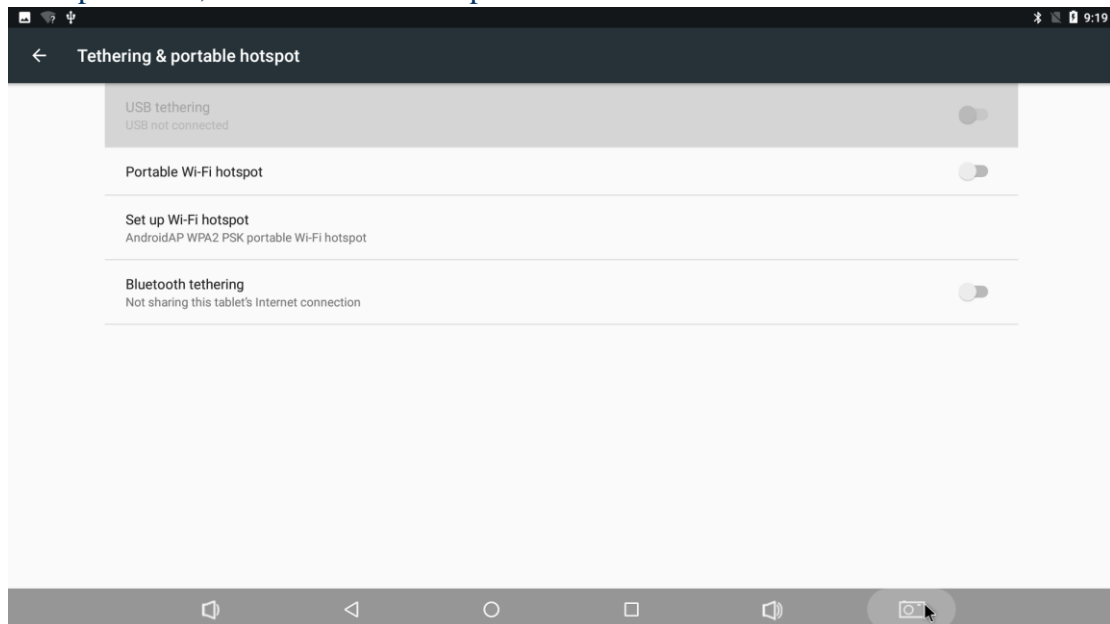 9:19
Tethering & portable hotspot
USB tethering
USB not connected
Portable Wi-Fi hotspot
Set up Wi-Fi hotspot
AndroidAP WPA2 PSK portable Wi-Fi hotspot
Bluetooth tethering
Not sharing this tablet's Internet connection